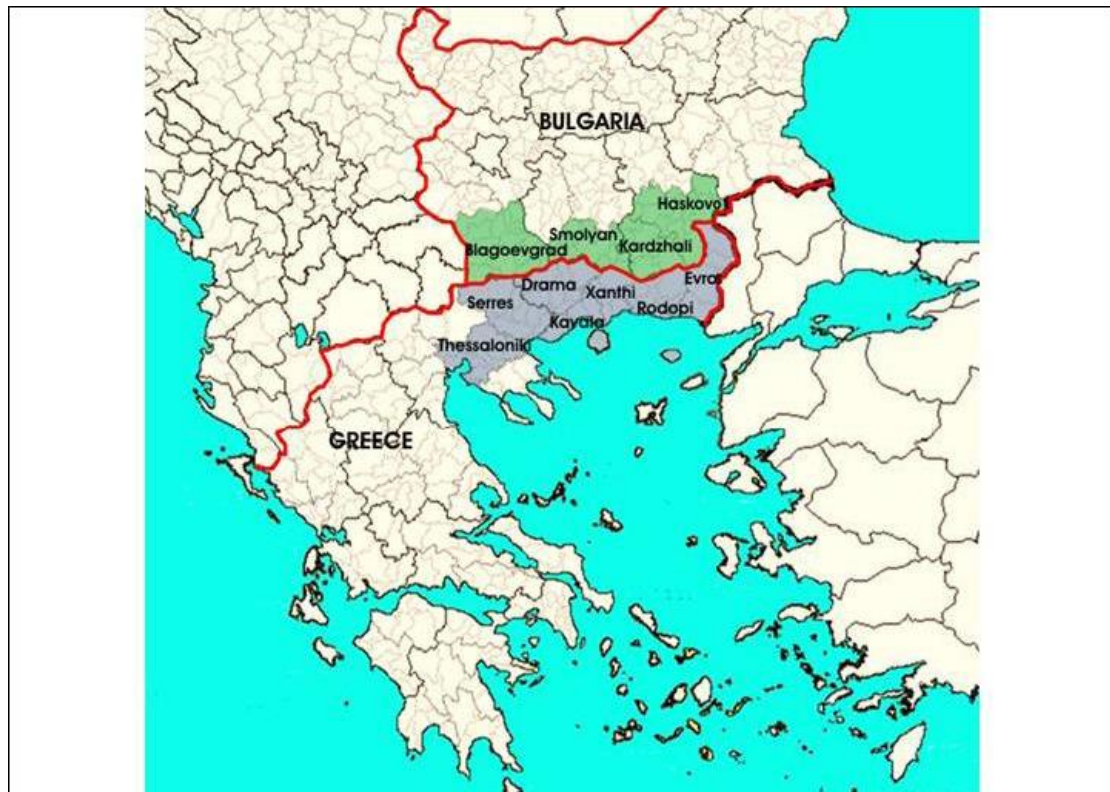 BULGARIA
Haskovo
Smolyan
Blagoevgrad
Kardzhali
Evros
Drama
Xanthi
Serres
Rodopi
Kavala
Thessaloniki
GREECE